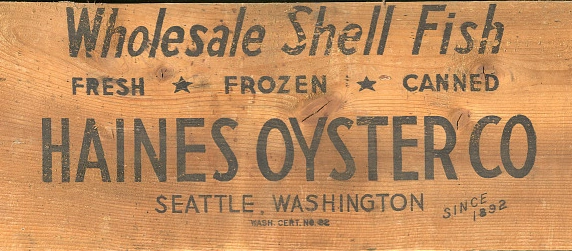 Wholesale Shell Fish
FRESH ★ FROZEN ★ CANNED
HAINES OYSTER CO
SEATTLE, WASHINGTON SINCE 1892
WASH. CERT. NO 82